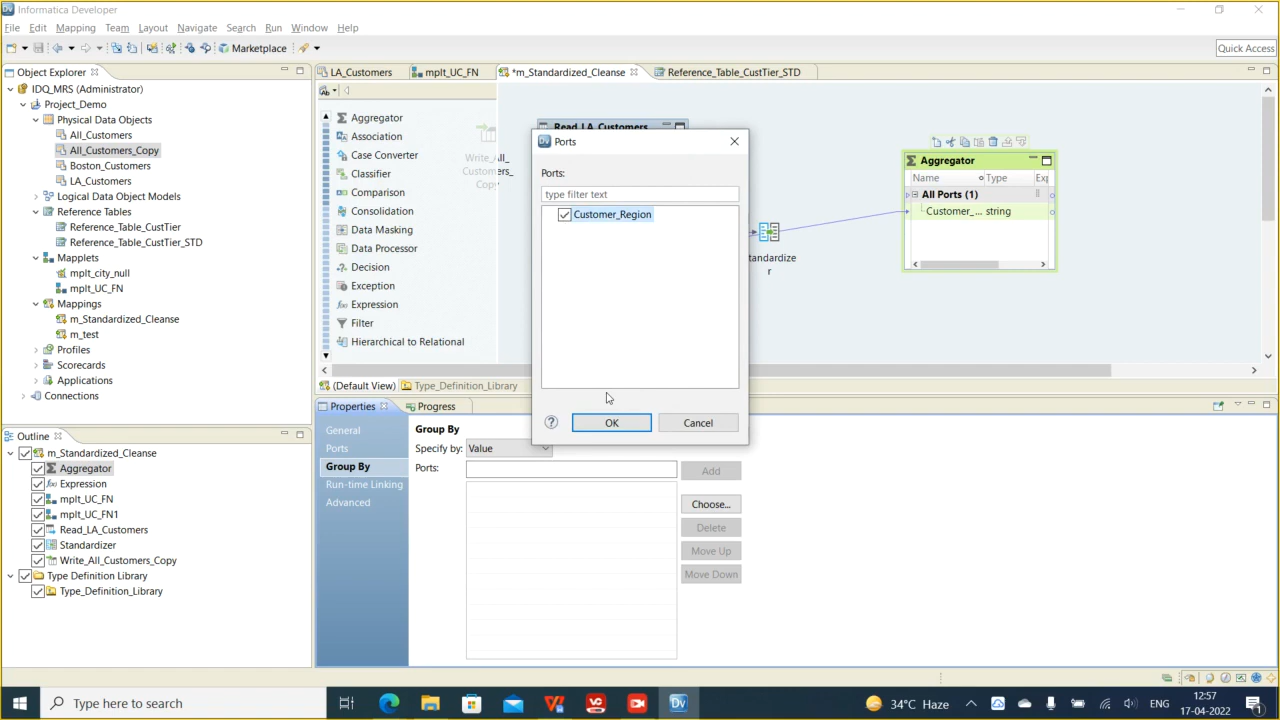 Informatica Developer
File Edit Mapping Team Layout Navigate Search Run Window Help
Marketplace
Quick Access
Object Explorer
IDQ_MRS (Administrator)
Project_Demo
Physical Data Objects
All_Customers
All_Customers_Copy
Boston_Customers
LA_Customers
Logical Data Object Models
Reference Tables
Reference_Table_CustTier
Reference_Table_CustTier_STD
Mapplets
mplt_city_null
mplt_UC_FN
Mappings
m_Standardized_Cleanse
m_test
Profiles
Scorecards
Applications
Connections
Outline
m_Standardized_Cleanse
Aggregator
Expression
mplt_UC_FN
mplt_UC_FN1
Read_LA_Customers
Standardizer
Write_All_Customers_Copy
Type Definition Library
Type_Definition_Library
LA_Customers mplt_UC_FN *m_Standardized_Cleanse Reference_Table_CustTier_STD
Aggregator
Association
Case Converter
Classifier
Comparison
Consolidation
Data Masking
Data Processor
Decision
Exception
Expression
Filter
Hierarchical to Relational
Write_All_
Customers_
Copy
Read_LA_Customers
tandardize
r
Aggregator
Name Type Exp
All Ports (1)
Customer_... string
(Default View) Type_Definition_Library
Dv Ports
Ports:
type filter text
Customer_Region
OK Cancel
Properties Progress
General
Ports
Group By
Run-time Linking
Advanced
Group By
Specify by: Value
Ports:
Add
Choose...
Delete
Move Up
Move Down
Type here to search
34°C Haze
ENG
12:57
17-04-2022